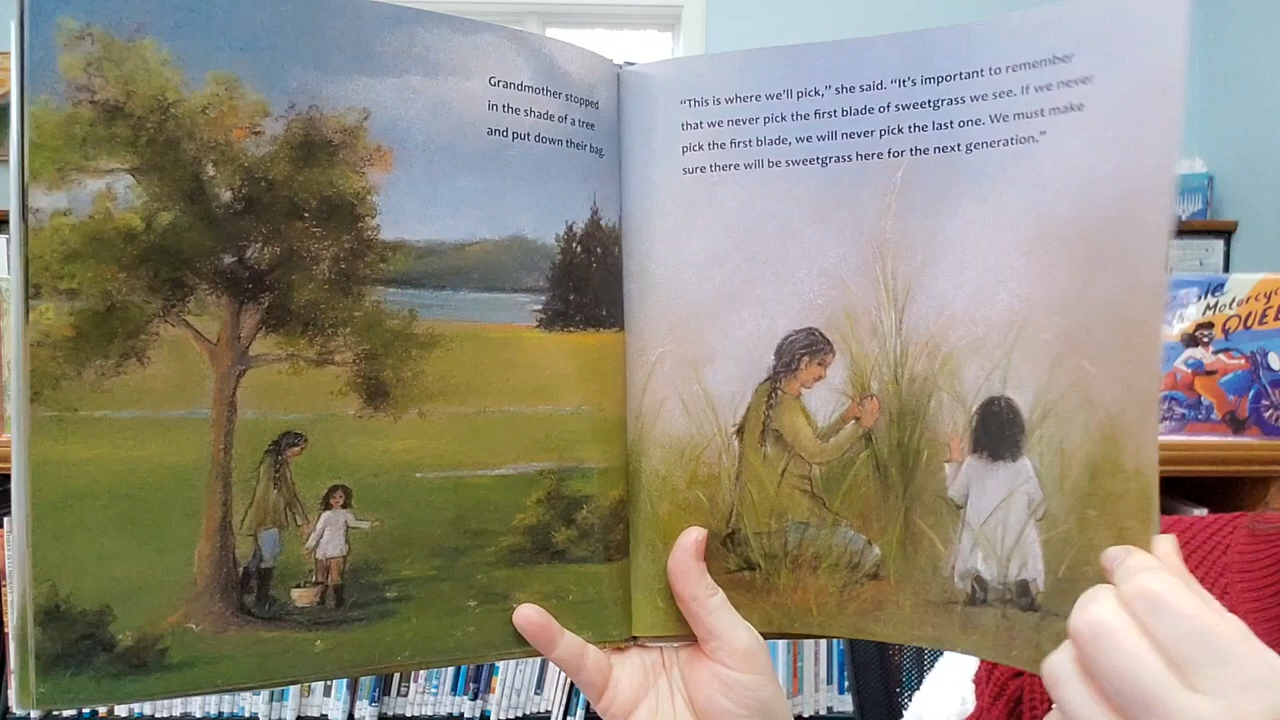 Grandmother stopped
in the shade of a tree
and put down their bag.
“This is where we’ll pick,” she said. “It’s important to remember
that we never pick the first blade of sweetgrass we see. If we never
pick the first blade, we will never pick the last one. We must make
sure there will be sweetgrass here for the next generation.”
Motorcycle